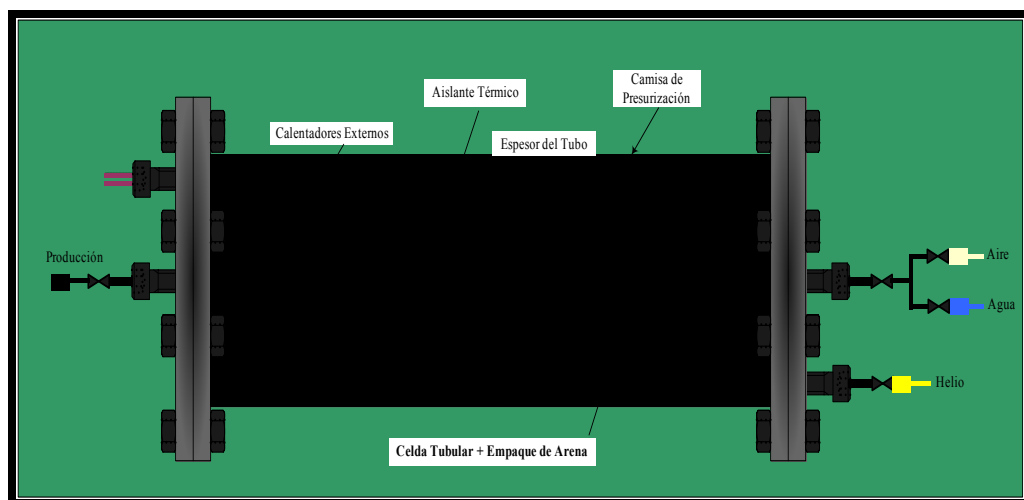 Camisa de
Presurización
Aislante Térmico
Calentadores Externos
Espesor del Tubo
Producción
Aire
Agua
Helio
Celda Tubular + Empaque de Arena